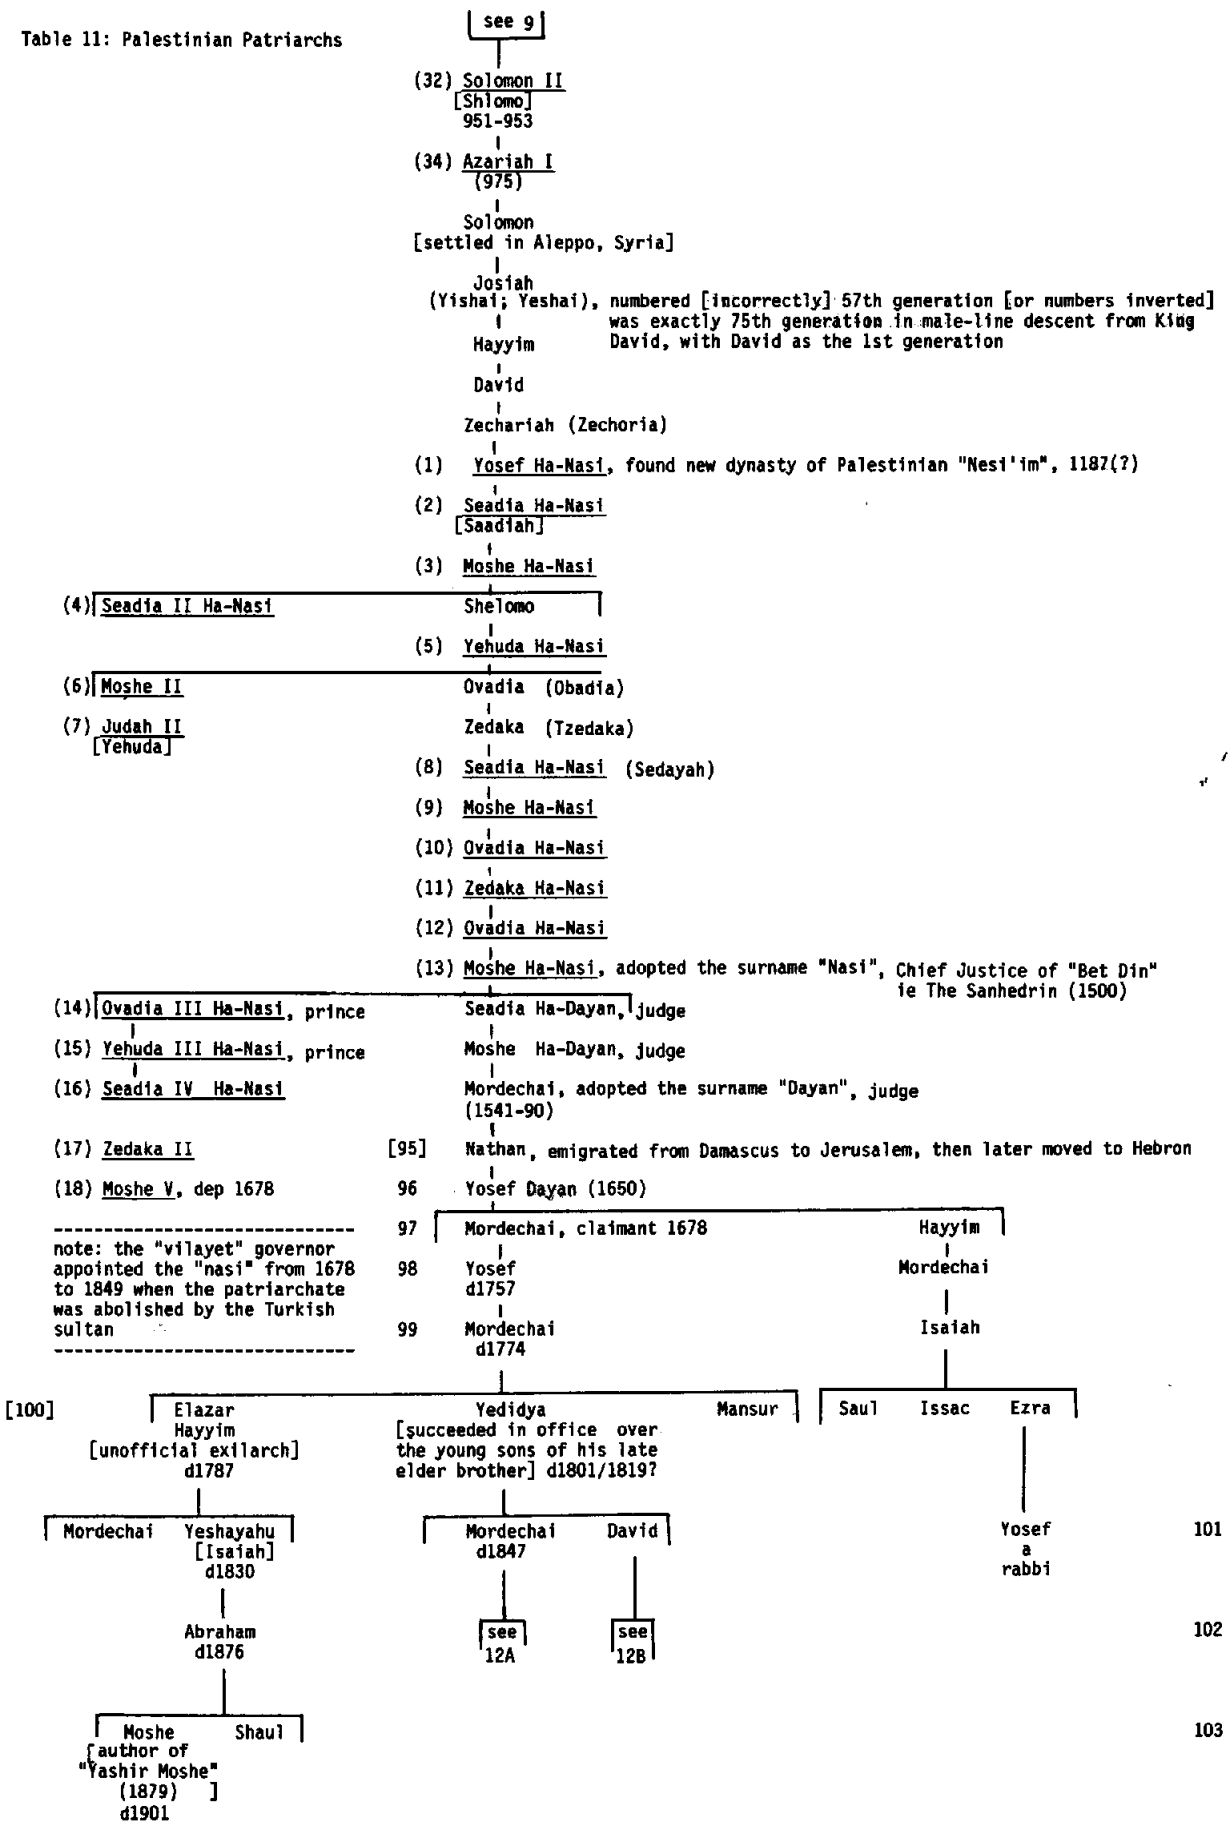 see 9
Table 11: Palestinian Patriarchs
(32) Solomon II
[Shlomo]
951-953
(34) Azariah I
(975)
Solomon
[settled in Aleppo, Syria]
Josiah
(Yishai; Yeshai), numbered [incorrectly] 57th generation [or numbers inverted]
was exactly 75th generation in male-line descent from King
Hayyim David, with David as the 1st generation
David
Zechariah (Zechoria)
(1) Yosef Ha-Nasi, found new dynasty of Palestinian "Nesi'im", 1187(?)
(2) Seadia Ha-Nasi
[Saadiah]
(3) Moshe Ha-Nasi
(4) Seadia II Ha-Nasi Shelomo
(5) Yehuda Ha-Nasi
(6) Moshe II Ovadia (Obadia)
(7) Judah II Zedaka (Tzedaka)
[Yehuda]
(8) Seadia Ha-Nasi (Sedayah)
(9) Moshe Ha-Nasi
(10) Ovadia Ha-Nasi
(11) Zedaka Ha-Nasi
(12) Ovadia Ha-Nasi
(13) Moshe Ha-Nasi, adopted the surname "Nasi", Chief Justice of "Bet Din"
ie The Sanhedrin (1500)
(14) Ovadia III Ha-Nasi, prince Seadia Ha-Dayan, judge
(15) Yehuda III Ha-Nasi, prince Moshe Ha-Dayan, judge
(16) Seadia IV Ha-Nasi Mordechai, adopted the surname "Dayan", judge
(1541-90)
(17) Zedaka II [95] Nathan, emigrated from Damascus to Jerusalem, then later moved to Hebron
(18) Moshe V, dep 1678 96 Yosef Dayan (1650)
97 Mordechai, claimant 1678 Hayyim
note: the "vilayet" governor
appointed the "nasi" from 1678 98 Yosef Mordechai
to 1849 when the patriarchate d1757
was abolished by the Turkish
sultan 99 Mordechai Isaiah
d1774
[100] Elazar Yedidya Mansur Saul Issac Ezra
Hayyim [succeeded in office over
[unofficial exilarch] the young sons of his late
d1787 elder brother] d1801/1819?
Mordechai Yeshayahu Mordechai David Yosef 101
[Isaiah] d1847 a
d1830 rabbi
Abraham see see 102
d1876 12A 12B
Moshe Shaul 103
[author of
"Yashir Moshe"
(1879) ]
d1901